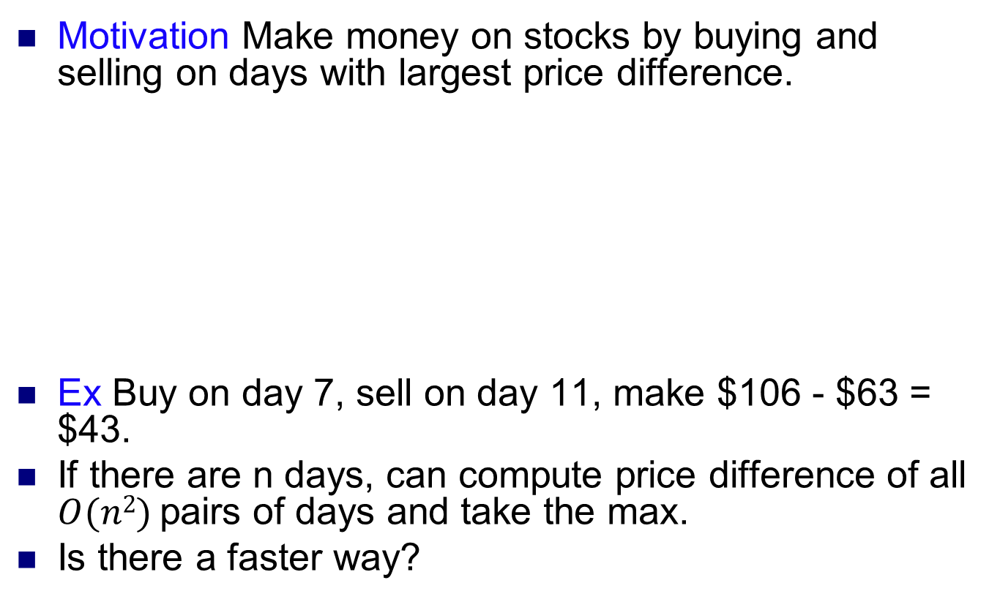 ■ Motivation Make money on stocks by buying and
selling on days with largest price difference.
■ Ex Buy on day 7, sell on day 11, make $106 - $63 =
$43.
■ If there are n days, can compute price difference of all
𝑂(𝑛²) pairs of days and take the max.
■ Is there a faster way?